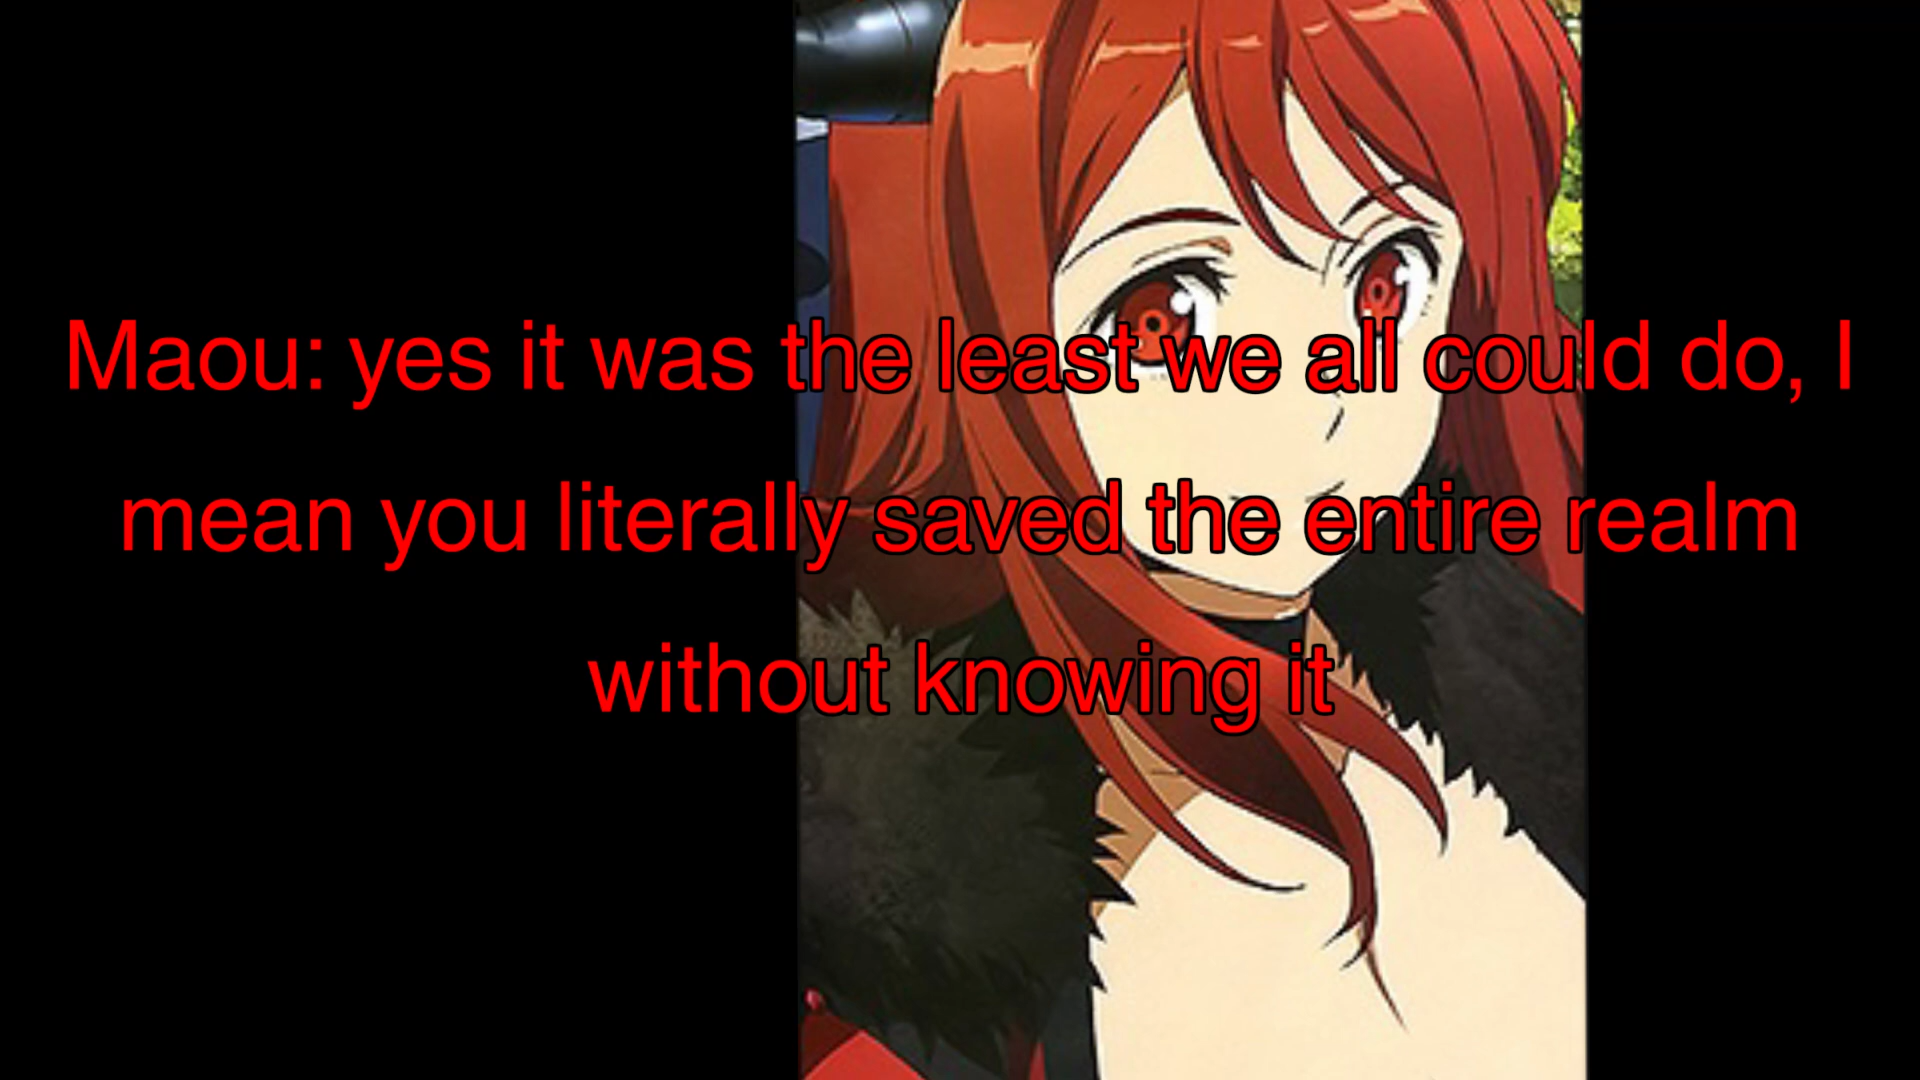 Maou: yes it was the least we all could do, I
mean you literally saved the entire realm
without knowing it